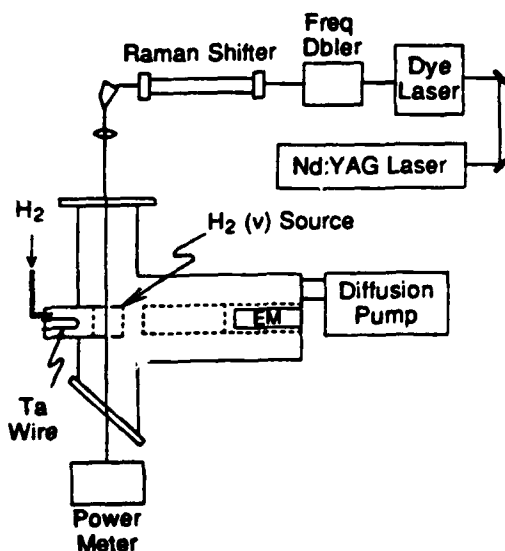 Freq
Dbler
Raman Shifter
Dye
Laser
Nd:YAG Laser
H2
H2 (v) Source
Diffusion
Pump
EM
Ta
Wire
Power
Meter